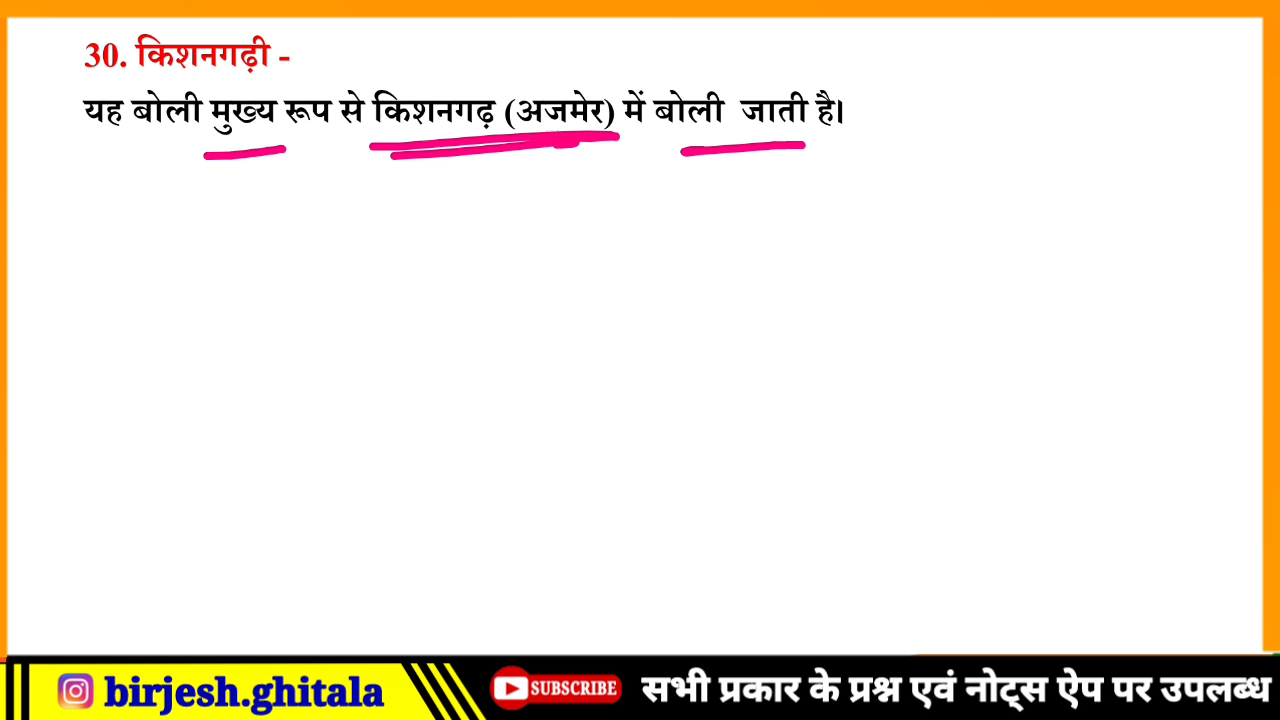 30. किशनगढ़ी -
यह बोली मुख्य रूप से किशनगढ़ (अजमेर) में बोली जाती है।
birjesh.ghitala SUBSCRIBE सभी प्रकार के प्रश्न एवं नोट्स ऐप पर उपलब्ध